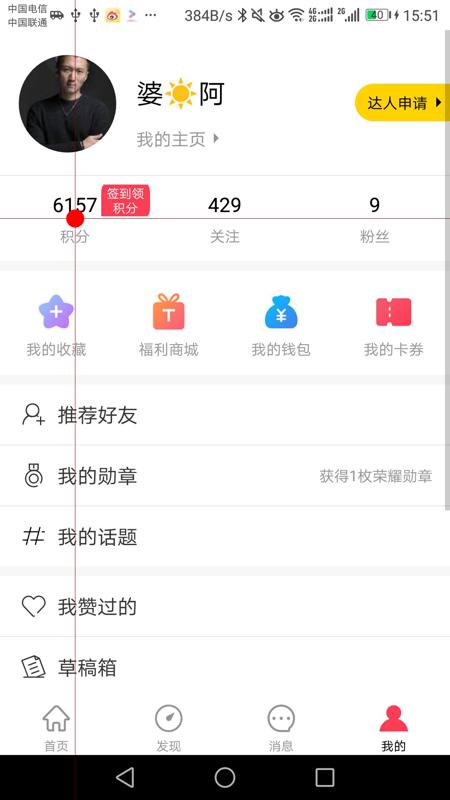 中国电信
中国联通
384B/s 4G 2G 2G 40 15:51
婆☀阿
达人申请
我的主页
6157 签到领
积分
429 9
积分 关注 粉丝
我的收藏 福利商城 我的钱包 我的卡券
推荐好友
我的勋章 获得1枚荣耀勋章
我的话题
我赞过的
草稿箱
首页 发现 消息 我的